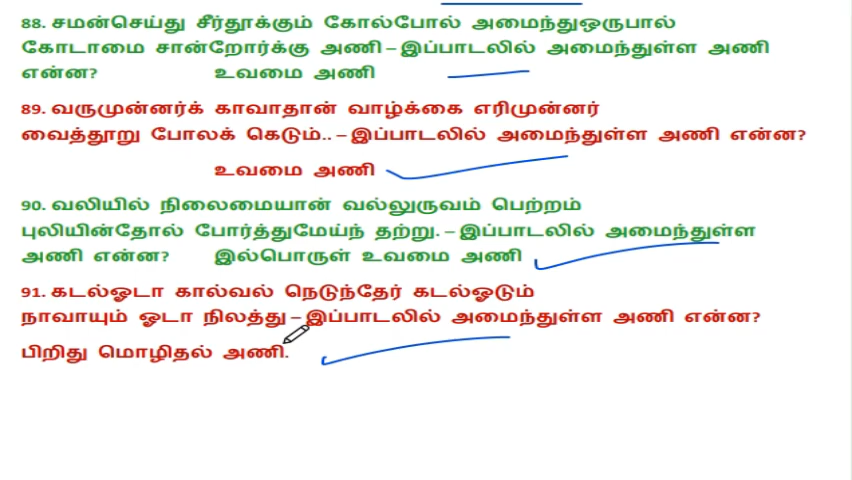 88. சமன்செய்து சீர்தூக்கும் கோல்போல் அமைந்துஒருபால்
கோடாமை சான்றோர்க்கு அணி – இப்பாடலில் அமைந்துள்ள அணி
என்ன? உவமை அணி
89. வருமுன்னர்க் காவாதான் வாழ்க்கை எரிமுன்னர்
வைத்தூறு போலக் கெடும்.. – இப்பாடலில் அமைந்துள்ள அணி என்ன?
உவமை அணி
90. வலியில் நிலைமையான் வல்லுருவம் பெற்றம்
புலியின்தோல் போர்த்துமேய்ந் தற்று. – இப்பாடலில் அமைந்துள்ள
அணி என்ன? இல்பொருள் உவமை அணி
91. கடல்ஓடா கால்வல் நெடுந்தேர் கடல்ஓடும்
நாவாயும் ஓடா நிலத்து – இப்பாடலில் அமைந்துள்ள அணி என்ன?
பிறிது மொழிதல் அணி.